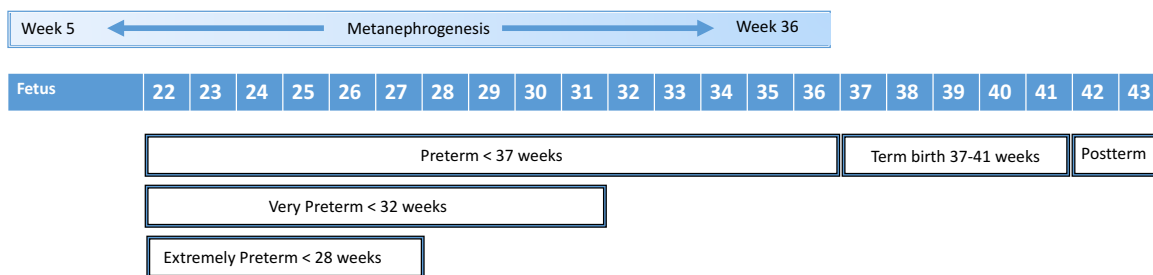 Week 5 Metanephrogenesis Week 36
Fetus 22 23 24 25 26 27 28 29 30 31 32 33 34 35 36 37 38 39 40 41 42 43
Preterm < 37 weeks Term birth 37-41 weeks Postterm
Very Preterm < 32 weeks
Extremely Preterm < 28 weeks